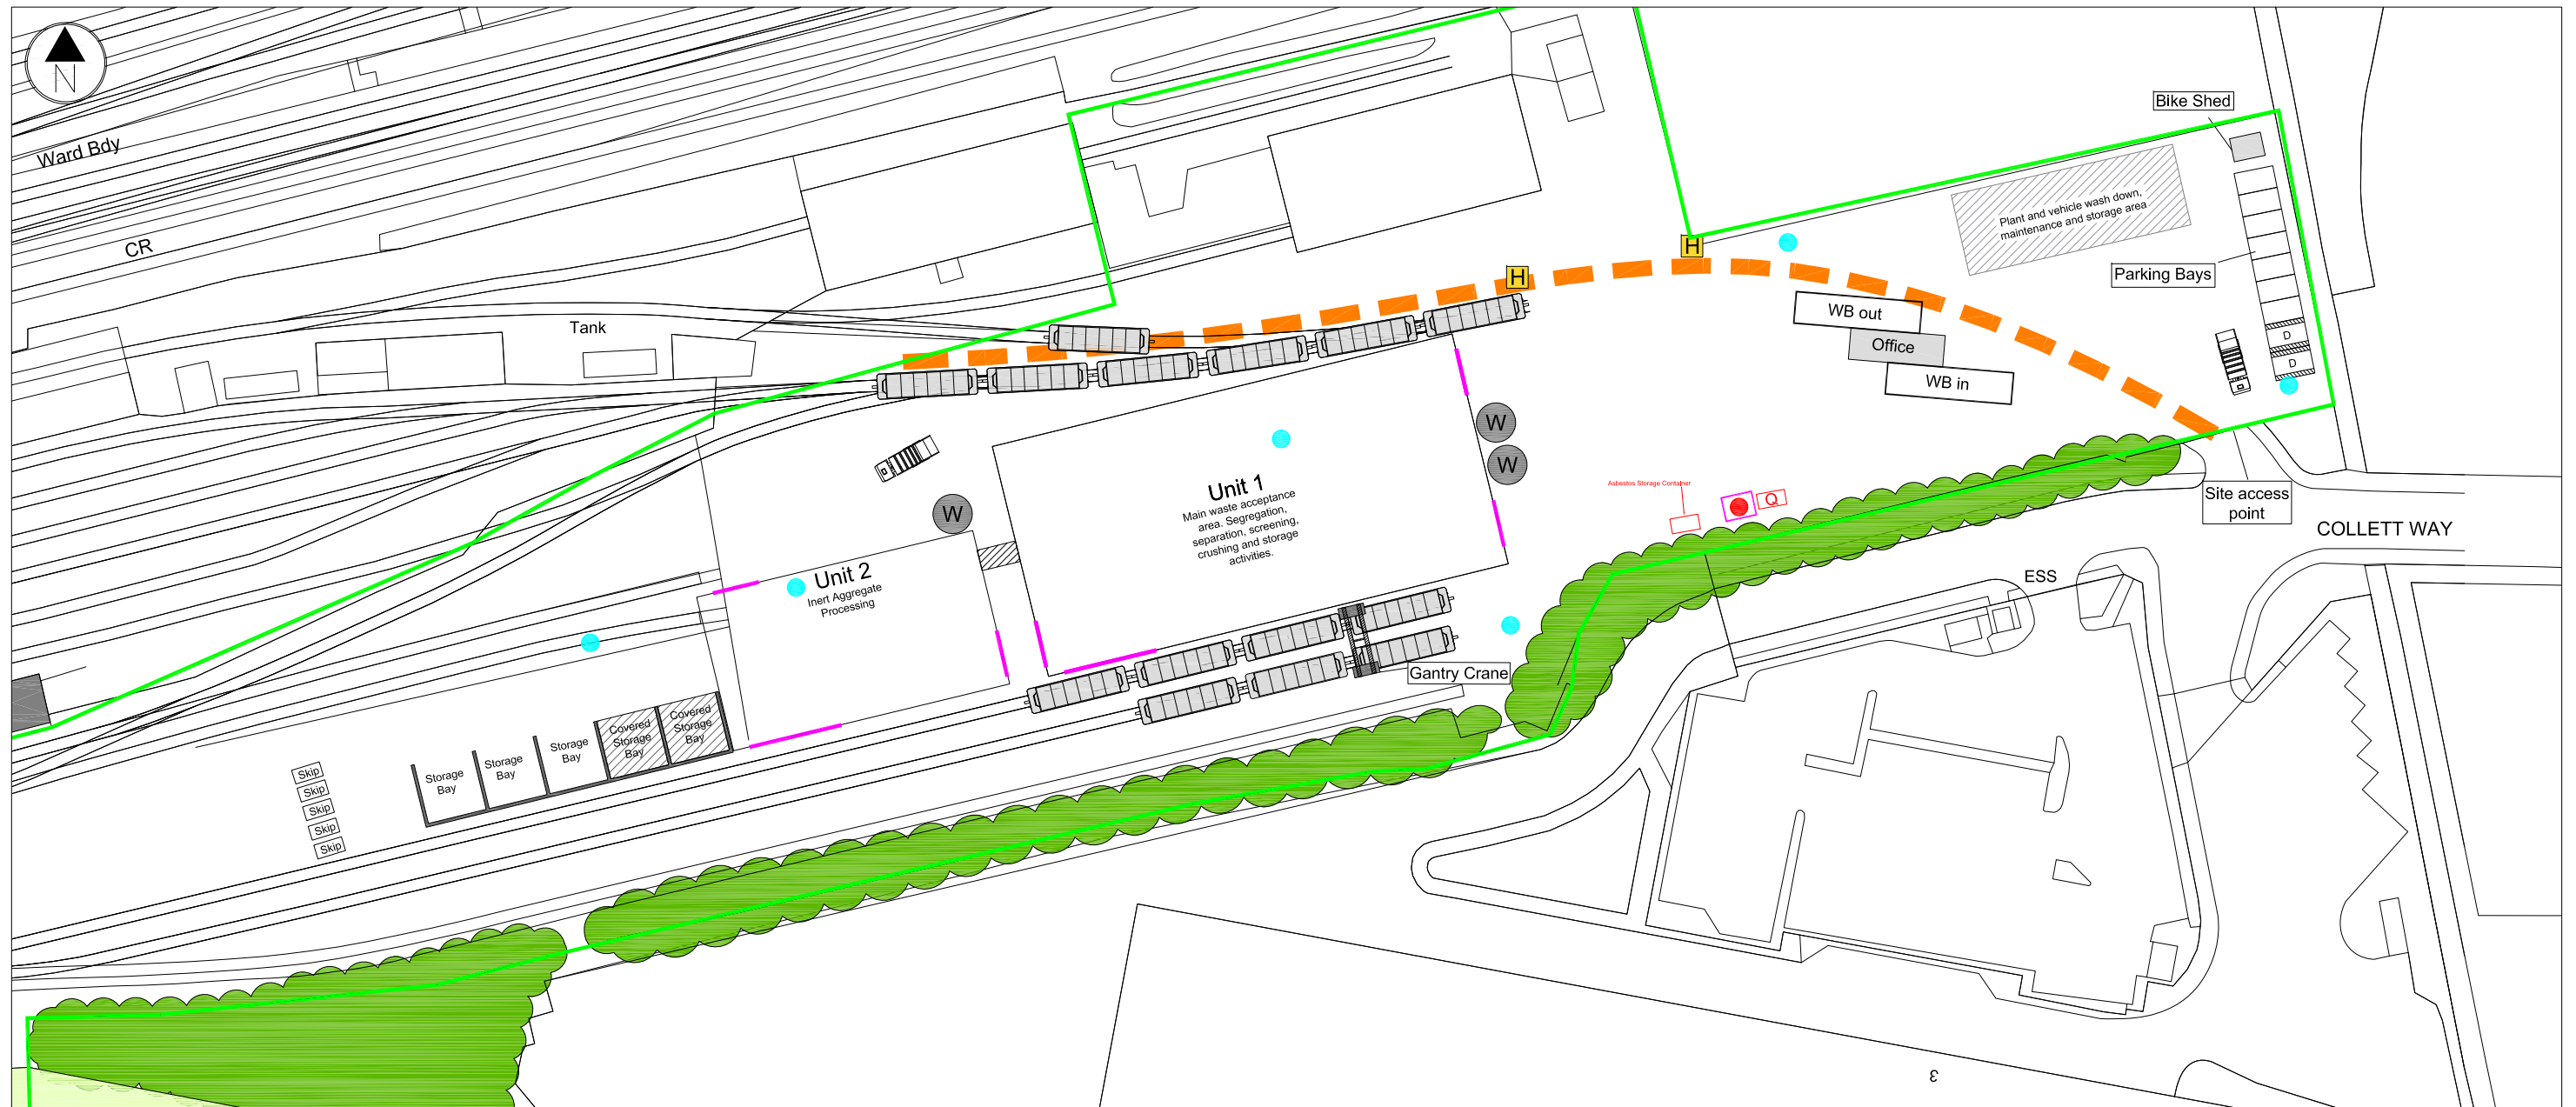 N
Ward Bdy
CR
Tank
H
H
Bike Shed
Plant and vehicle wash down,
maintenance and storage area
Parking Bays
D
D
WB out
Office
WB in
W
W
W
Unit 1
Main waste acceptance
area. Segregation,
separation, screening,
crushing and storage
activities.
Asbestos Storage Container
Q
Site access
point
COLLETT WAY
ESS
Unit 2
Inert Aggregate
Processing
Gantry Crane
Covered
Storage
Bay
Covered
Storage
Bay
Storage
Bay
Storage
Bay
Storage
Bay
Skip
Skip
Skip
Skip
Skip